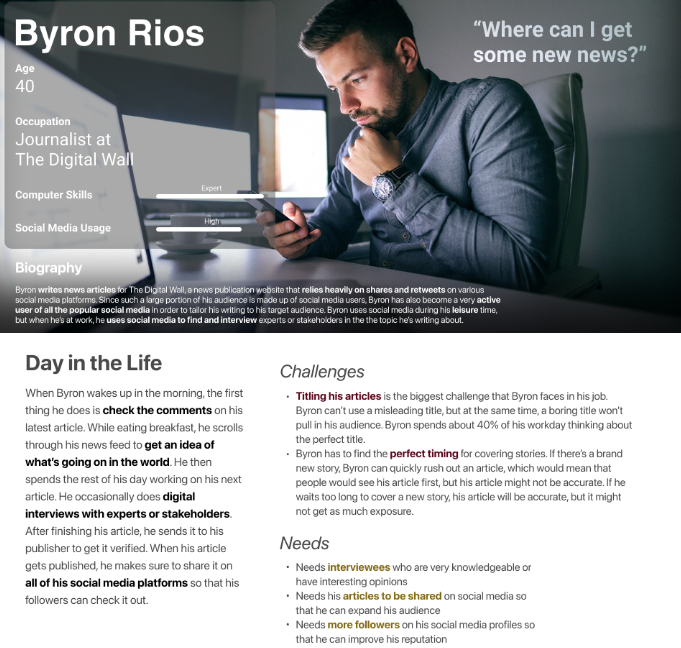 Byron Rios
“Where can I get
some new news?”
Age
40
Occupation
Journalist at
The Digital Wall
Computer Skills
Expert
Social Media Usage
High
Biography
Byron writes news articles for The Digital Wall, a news publication website that relies heavily on shares and retweets on various
social media platforms. Since such a large portion of his audience is made up of social media users, Byron has also become a very active
user of all the popular social media in order to tailor his writing to his target audience. Byron uses social media during his leisure time,
but when he's at work, he uses social media to find and interview experts or stakeholders in the the topic he's writing about.
Day in the Life
When Byron wakes up in the morning, the first
thing he does is check the comments on his
latest article. While eating breakfast, he scrolls
through his news feed to get an idea of
what's going on in the world. He then
spends the rest of his day working on his next
article. He occasionally does digital
interviews with experts or stakeholders.
After finishing his article, he sends it to his
publisher to get it verified. When his article
gets published, he makes sure to share it on
all of his social media platforms so that his
followers can check it out.
Challenges
• Titling his articles is the biggest challenge that Byron faces in his job.
Byron can't use a misleading title, but at the same time, a boring title won't
pull in his audience. Byron spends about 40% of his workday thinking about
the perfect title.
• Byron has to find the perfect timing for covering stories. If there's a brand
new story, Byron can quickly rush out an article, which would mean that
people would see his article first, but his article might not be accurate. If he
waits too long to cover a new story, his article will be accurate, but it might
not get as much exposure.
Needs
• Needs interviewees who are very knowledgeable or
have interesting opinions
• Needs his articles to be shared on social media so
that he can expand his audience
• Needs more followers on his social media profiles so
that he can improve his reputation